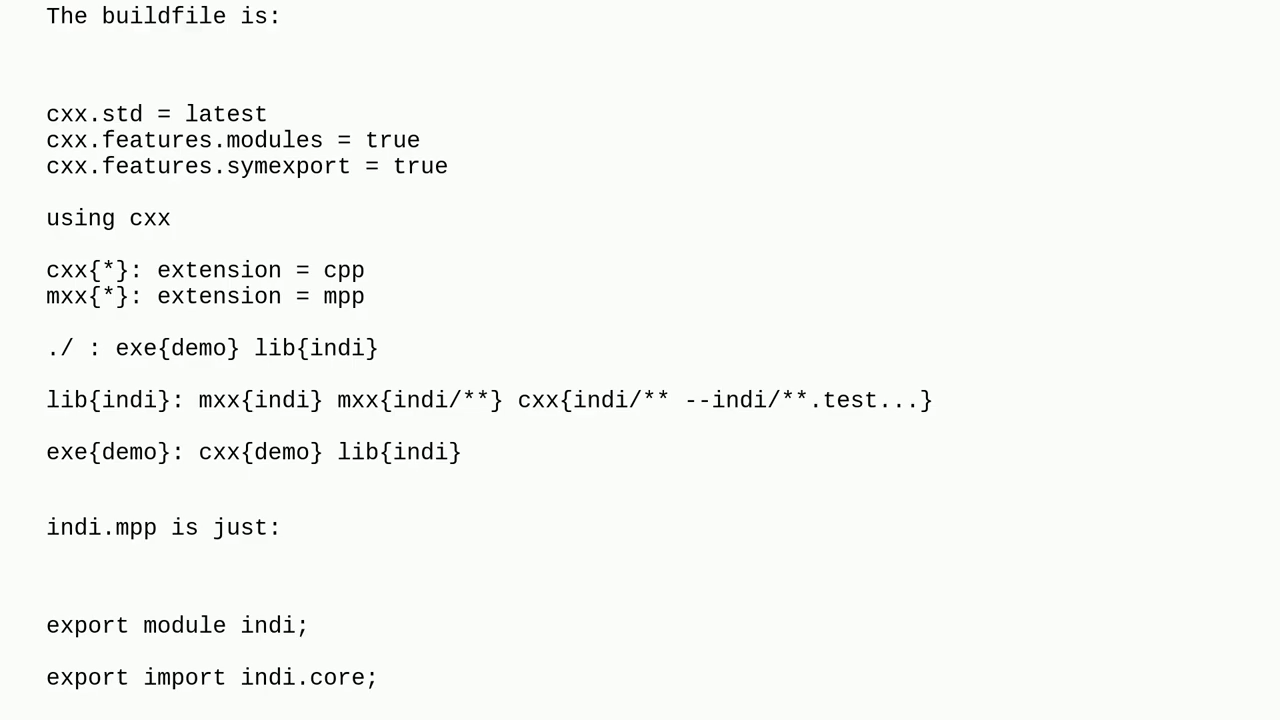 The buildfile is:
cxx.std = latest
cxx.features.modules = true
cxx.features.symexport = true
using cxx
cxx{*}: extension = cpp
mxx{*}: extension = mpp
./ : exe{demo} lib{indi}
lib{indi}: mxx{indi} mxx{indi/**} cxx{indi/** --indi/**.test...}
exe{demo}: cxx{demo} lib{indi}
indi.mpp is just:
export module indi;
export import indi.core;